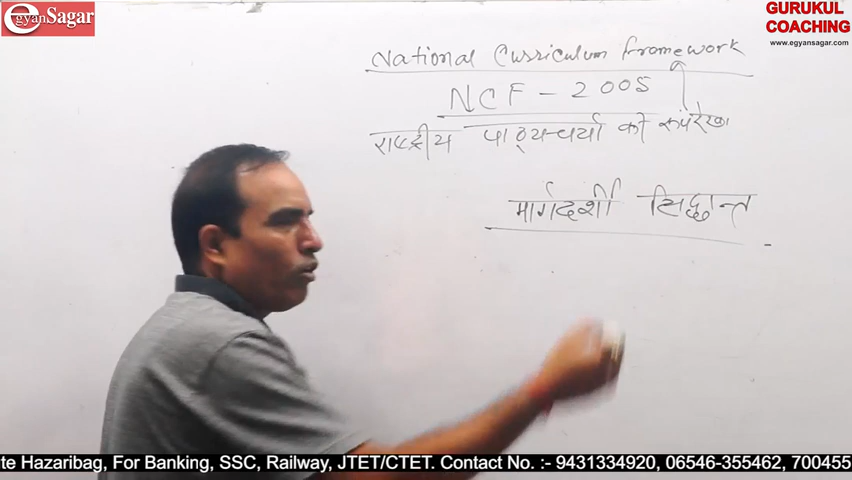 egyanSagar
GURUKUL
COACHING
www.egyansagar.com
National Curriculum Framework
NCF - 2005
राष्ट्रीय पाठ्यचर्या की रूपरेखा
मार्गदर्शी सिद्धान्त
te Hazaribag, For Banking, SSC, Railway, JTET/CTET. Contact No. :- 9431334920, 06546-355462, 700455